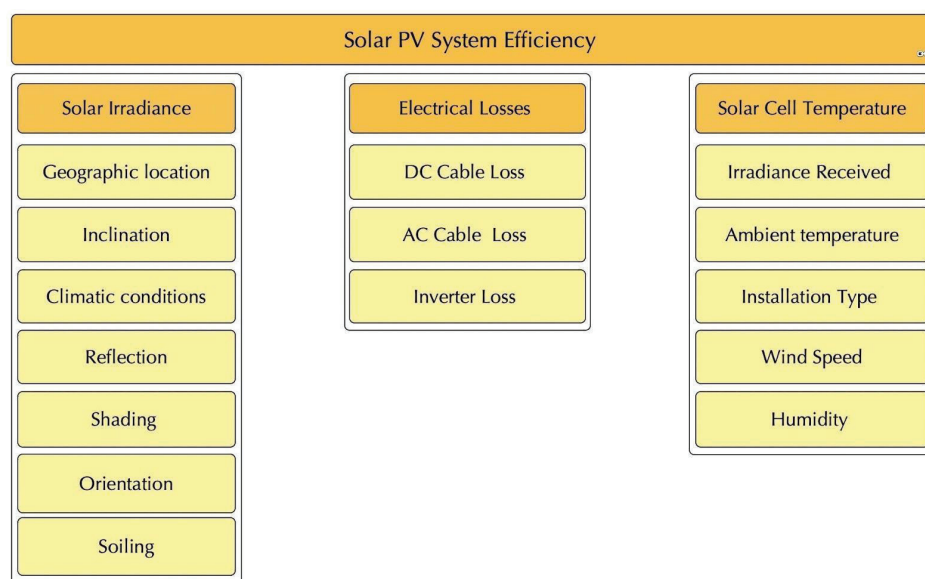 Solar PV System Efficiency
Solar Irradiance
Geographic location
Inclination
Climatic conditions
Reflection
Shading
Orientation
Soiling
Electrical Losses
DC Cable Loss
AC Cable Loss
Inverter Loss
Solar Cell Temperature
Irradiance Received
Ambient temperature
Installation Type
Wind Speed
Humidity